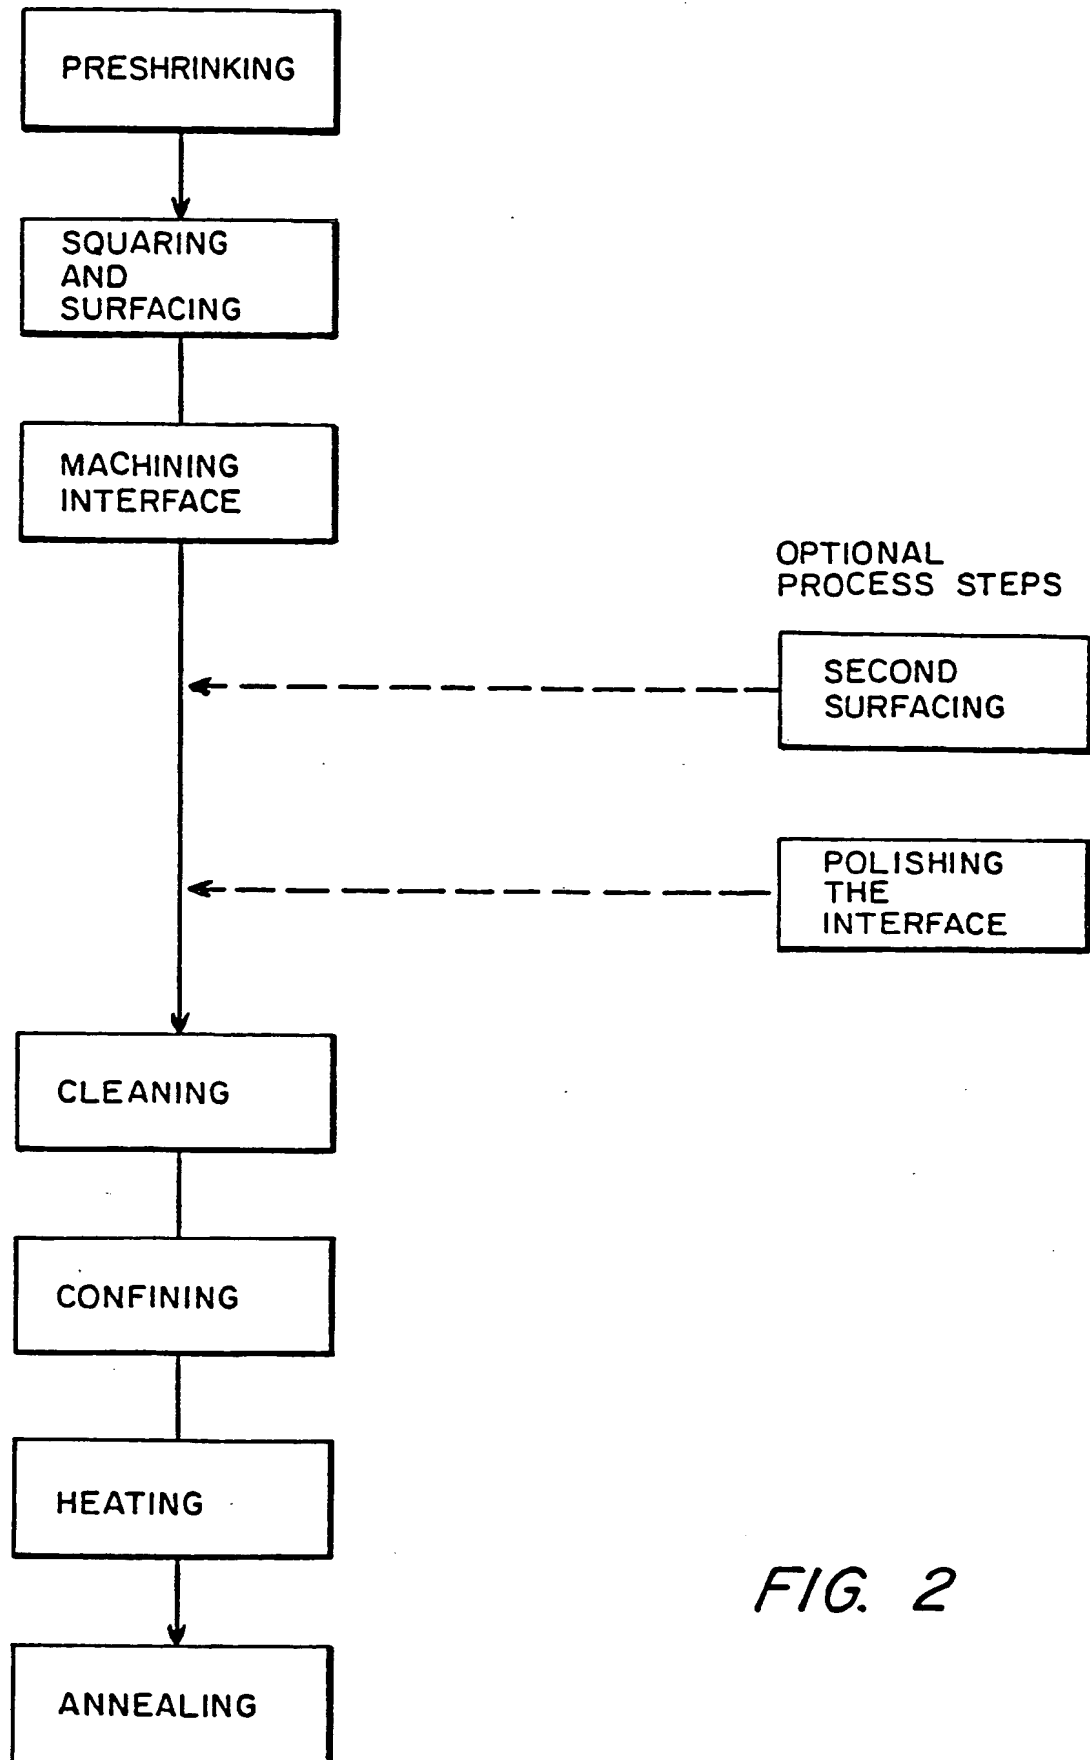 PRESHRINKING
SQUARING
AND
SURFACING
MACHINING
INTERFACE
OPTIONAL
PROCESS STEPS
SECOND
SURFACING
POLISHING
THE
INTERFACE
CLEANING
CONFINING
HEATING
ANNEALING
FIG. 2